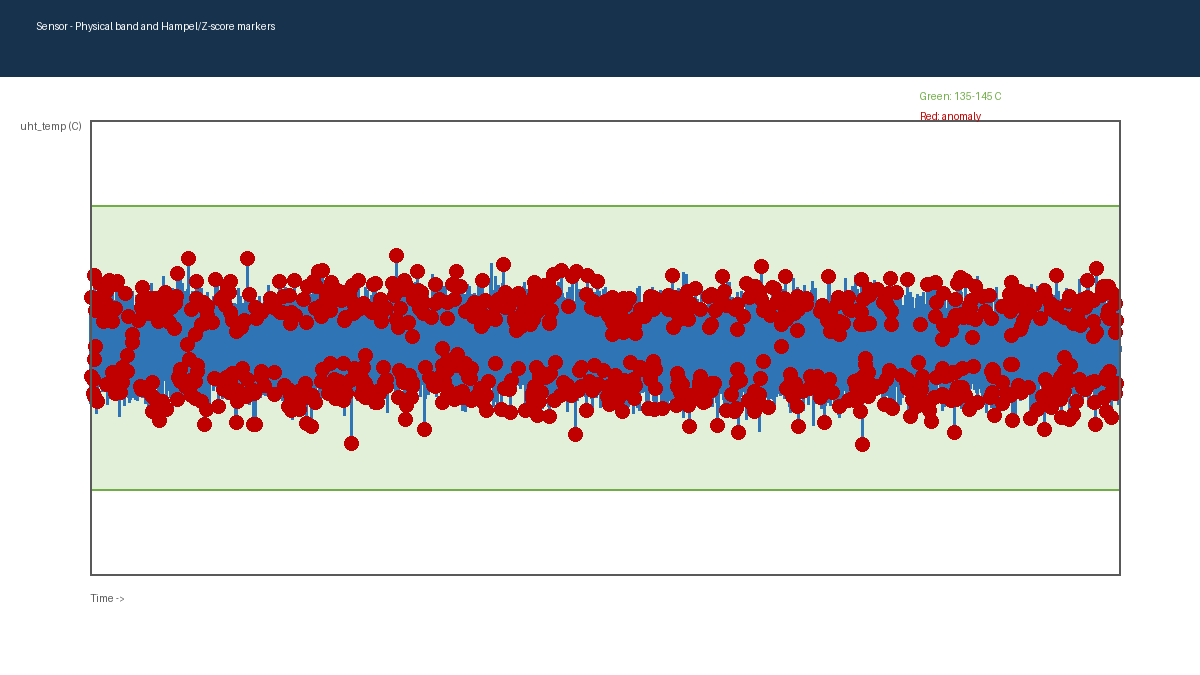 Sensor - Physical band and Hampel/Z-score markers
Green: 135-145 C
Red: anomaly
uht_temp (C)
Time ->